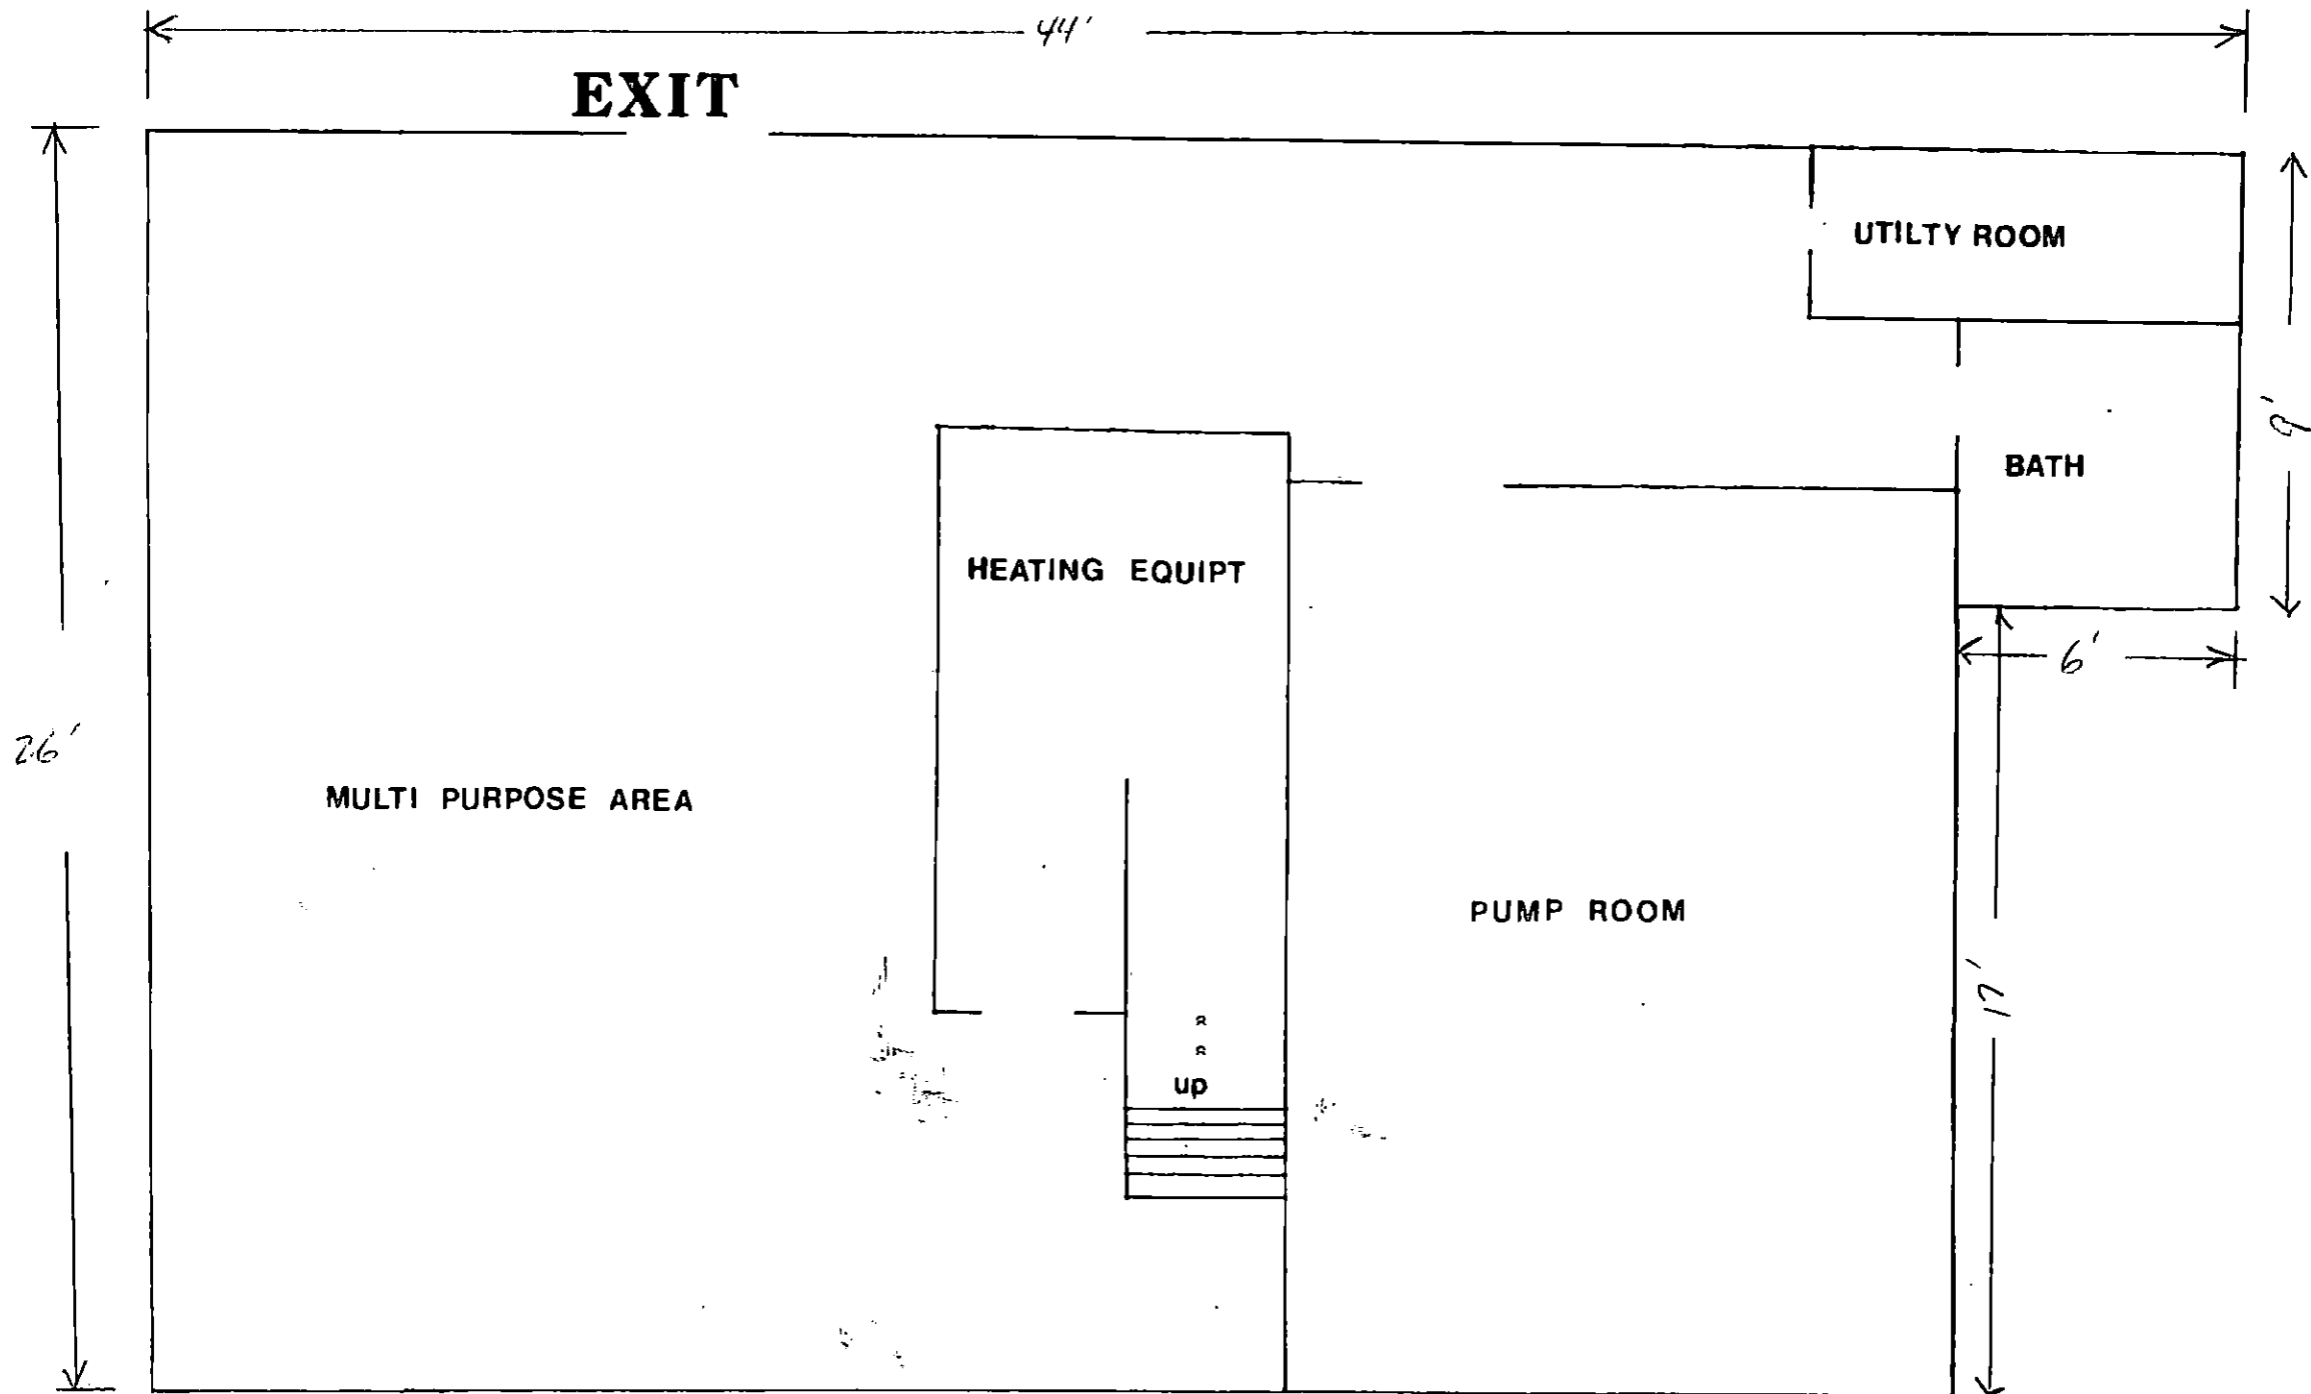 44'
EXIT
UTILTY ROOM
9'
BATH
HEATING EQUIPT
6'
26'
MULTI PURPOSE AREA
PUMP ROOM
17'
up